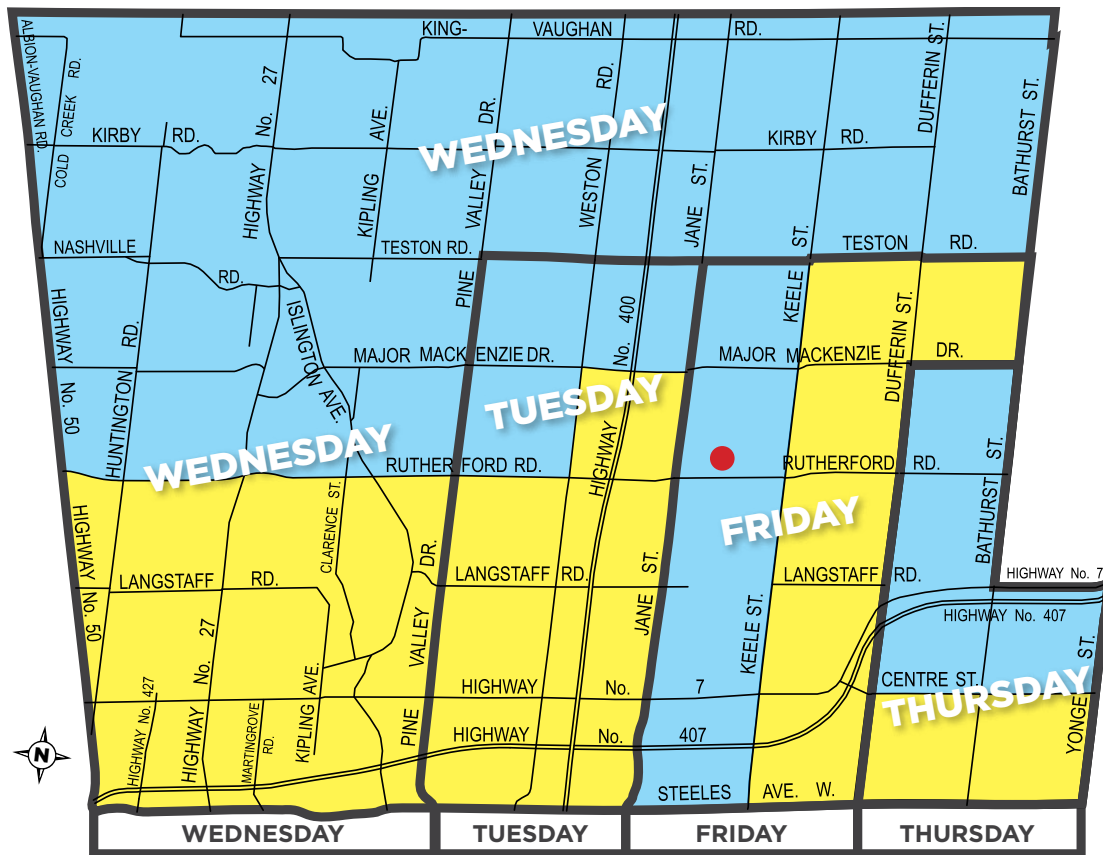 KING- VAUGHAN RD.
ALBION-VAUGHAN RD.
COLD CREEK RD.
HIGHWAY No. 27
KIPLING AVE.
PINE VALLEY DR.
WESTON RD.
JANE ST.
KEELE ST.
DUFFERIN ST.
BATHURST ST.
KIRBY RD.
WEDNESDAY
KIRBY RD.
NASHVILLE RD.
TESTON RD.
TESTON RD.
HIGHWAY No. 50
HUNTINGTON RD.
ISLINGTON AVE.
No. 400
HIGHWAY
DUFFERIN ST.
MAJOR MACKENZIE DR.
MAJOR MACKENZIE DR.
TUESDAY
WEDNESDAY
RUTHERFORD RD.
RUTHERFORD RD.
BATHURST ST.
FRIDAY
CLARENCE ST.
HIGHWAY No. 50
LANGSTAFF RD.
LANGSTAFF RD.
LANGSTAFF RD.
JANE ST.
KEELE ST.
HIGHWAY No. 7
HIGHWAY No. 407
HIGHWAY No. 27
PINE VALLEY DR.
KIPLING AVE.
HIGHWAY No. 427
MARTINGROVE RD.
HIGHWAY No. 7
CENTRE ST.
THURSDAY
YONGE ST.
HIGHWAY No. 407
N
STEELES AVE. W.
WEDNESDAY TUESDAY FRIDAY THURSDAY